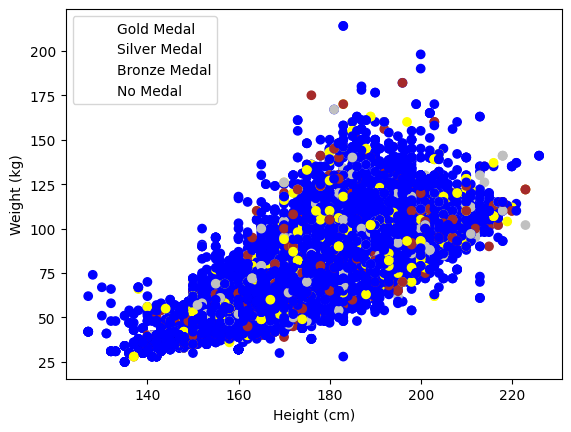 Gold Medal
Silver Medal
Bronze Medal
No Medal
200
175
150
125
100
75
50
25
Weight (kg)
140 160 180 200 220
Height (cm)